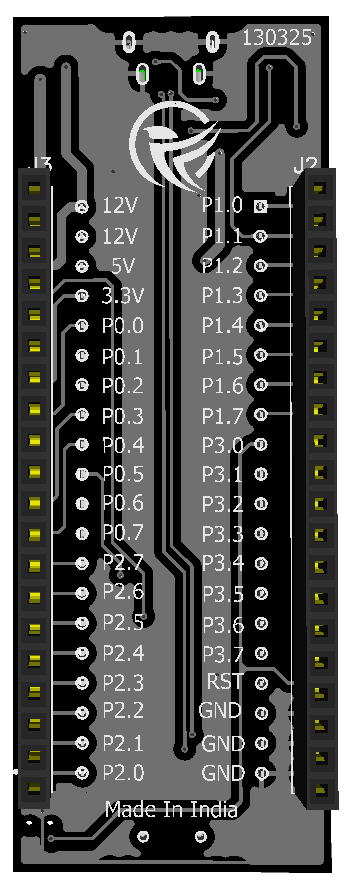 130325
J3
J2
12V
P1.0
12V
P1.1
5V
P1.2
3.3V
P1.3
P0.0
P1.4
P0.1
P1.5
P0.2
P1.6
P0.3
P1.7
P0.4
P3.0
P0.5
P3.1
P0.6
P3.2
P0.7
P3.3
P2.7
P3.4
P2.6
P3.5
P2.5
P3.6
P2.4
P3.7
P2.3
RST
P2.2
GND
P2.1
GND
P2.0
GND
Made In India